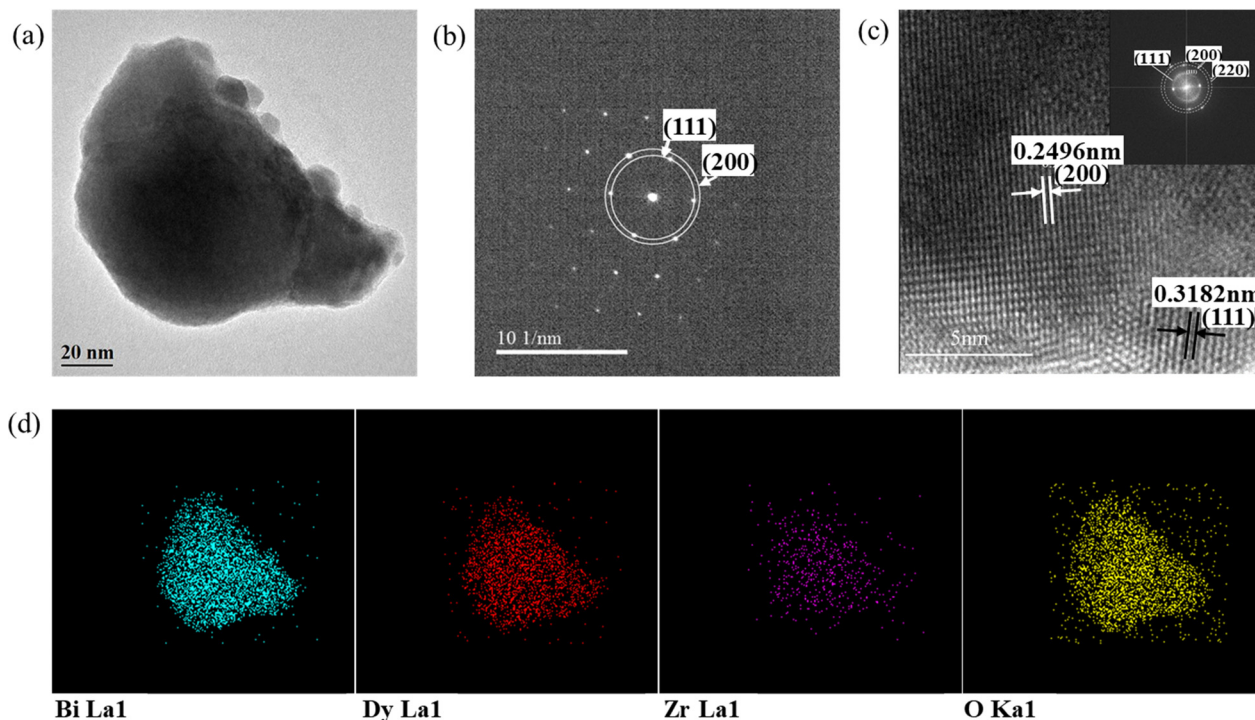 (a)
20 nm
(b)
(111)
(200)
10 1/nm
(c)
(111)
(200)
(220)
0.2496nm
(200)
0.3182nm
(111)
5nm
(d)
Bi La1
Dy La1
Zr La1
O Ka1